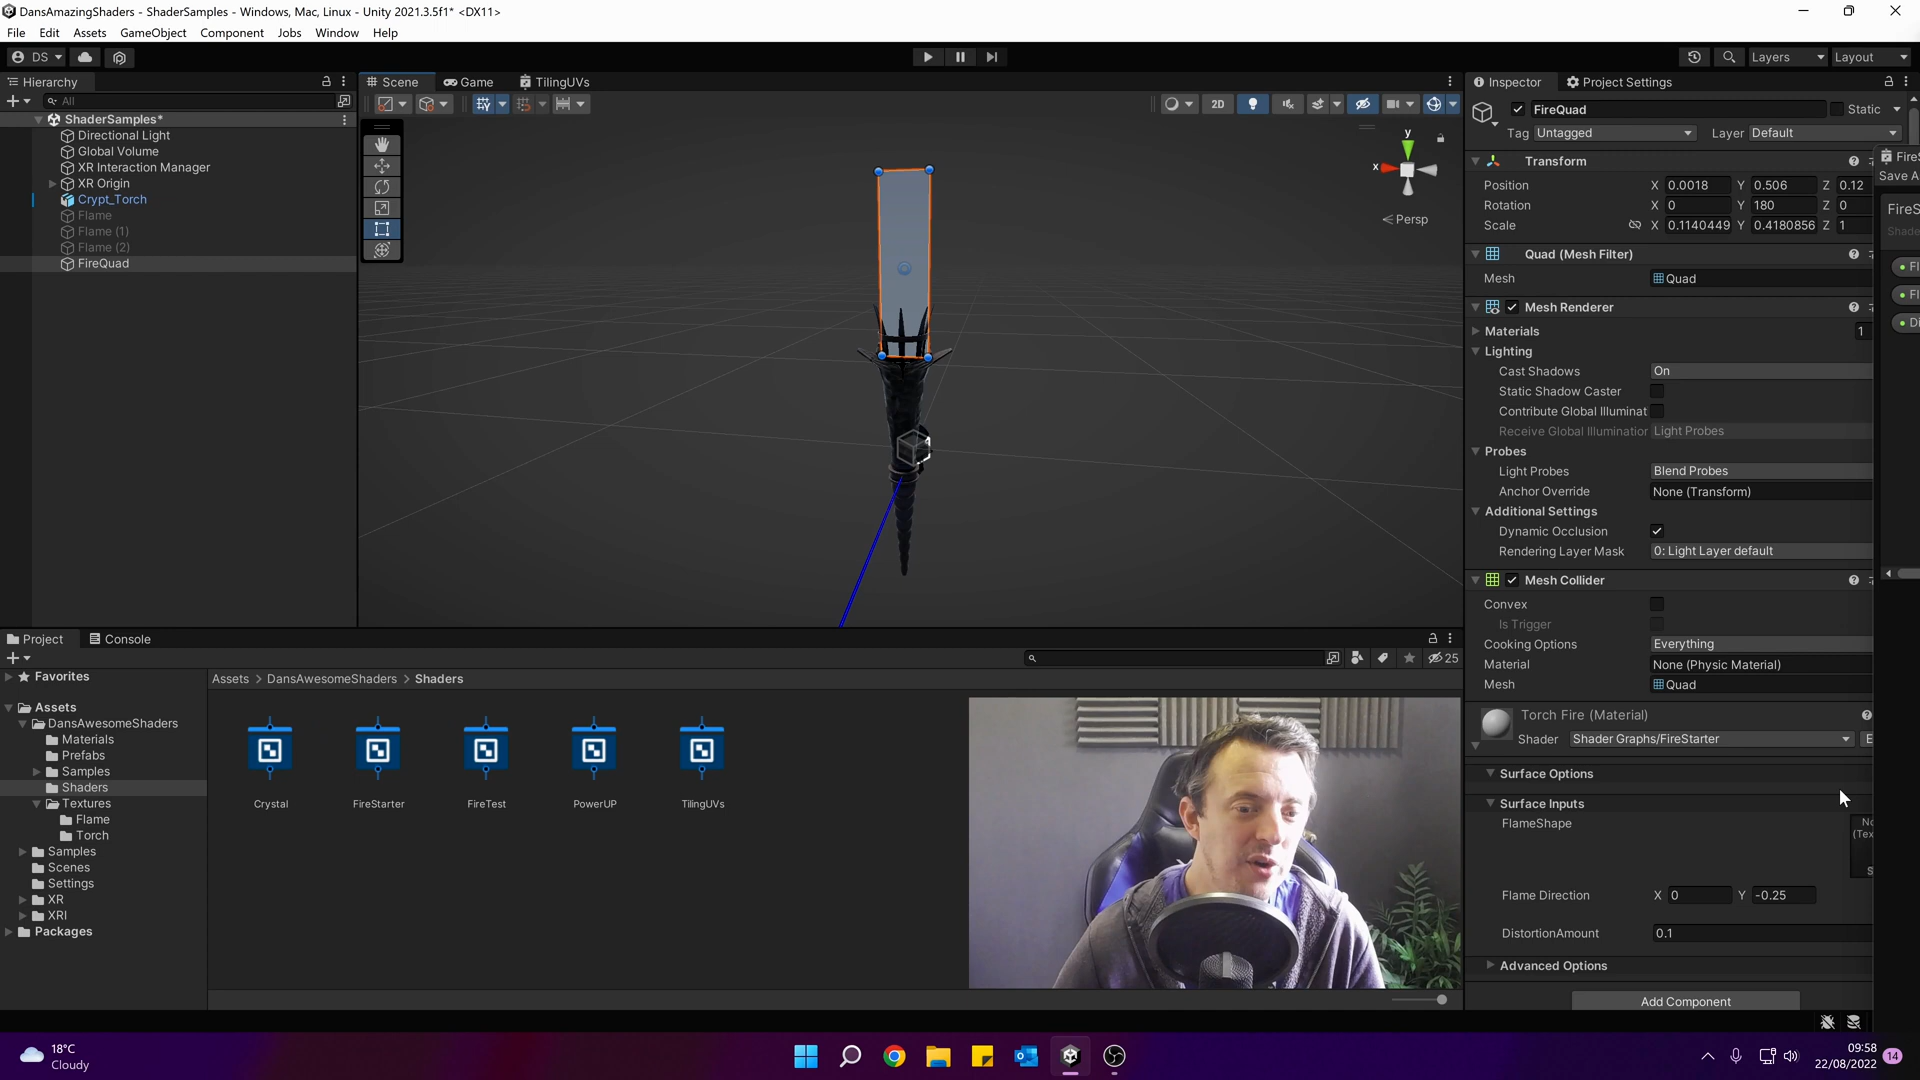 DansAmazingShaders - ShaderSamples - Windows, Mac, Linux - Unity 2021.3.5f1* <DX11>
File Edit Assets GameObject Component Jobs Window Help
DS
Layers Layout
Hierarchy
All
ShaderSamples*
Directional Light
Global Volume
XR Interaction Manager
XR Origin
Crypt_Torch
Flame
Flame (1)
Flame (2)
FireQuad
Scene Game TilingUVs
2D
y
x
Persp
Inspector Project Settings
FireQuad Static
Tag Untagged Layer Default
Transform
Position X 0.0018 Y 0.506 Z 0.12
Rotation X 0 Y 180 Z 0
Scale X 0.1140449 Y 0.4180856 Z 1
Quad (Mesh Filter)
Mesh Quad
Mesh Renderer
Materials 1
Lighting
Cast Shadows On
Static Shadow Caster
Contribute Global Illuminat
Receive Global Illumination Light Probes
Probes
Light Probes Blend Probes
Anchor Override None (Transform)
Additional Settings
Dynamic Occlusion
Rendering Layer Mask 0: Light Layer default
Mesh Collider
Convex
Is Trigger
Cooking Options Everything
Material None (Physic Material)
Mesh Quad
Torch Fire (Material)
Shader Shader Graphs/FireStarter
Surface Options
Surface Inputs
FlameShape
Flame Direction X 0 Y -0.25
DistortionAmount 0.1
Advanced Options
Add Component
FireS
Save A
FireS
Shade
Fl
Fl
Di
Project Console
25
Favorites
Assets
DansAwesomeShaders
Materials
Prefabs
Samples
Shaders
Textures
Flame
Torch
Samples
Scenes
Settings
XR
XRI
Packages
Assets > DansAwesomeShaders > Shaders
Crystal FireStarter FireTest PowerUP TilingUVs
18°C
Cloudy
09:58
22/08/2022
14